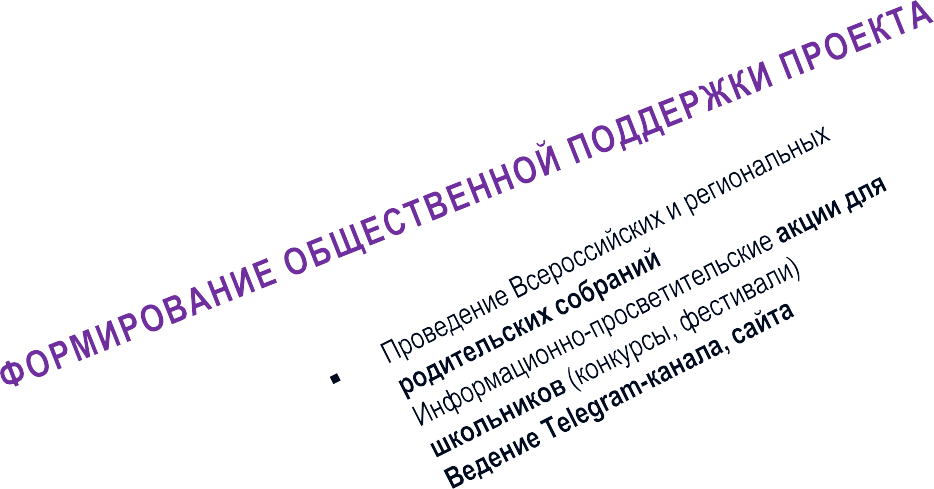 ФОРМИРОВАНИЕ ОБЩЕСТВЕННОЙ ПОДДЕРЖКИ ПРОЕКТА
▪ Проведение Всероссийских и региональных
родительских собраний
Информационно-просветительские акции для
школьников (конкурсы, фестивали)
Ведение Telegram-канала, сайта